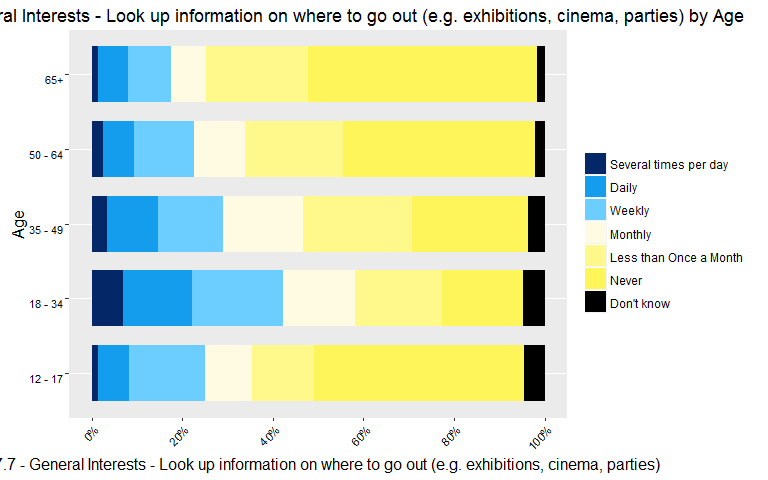 ral Interests - Look up information on where to go out (e.g. exhibitions, cinema, parties) by Age
65+
50 - 64
35 - 49
18 - 34
12 - 17
Age
0%
20%
40%
60%
80%
100%
Several times per day
Daily
Weekly
Monthly
Less than Once a Month
Never
Don't know
7.7 - General Interests - Look up information on where to go out (e.g. exhibitions, cinema, parties)